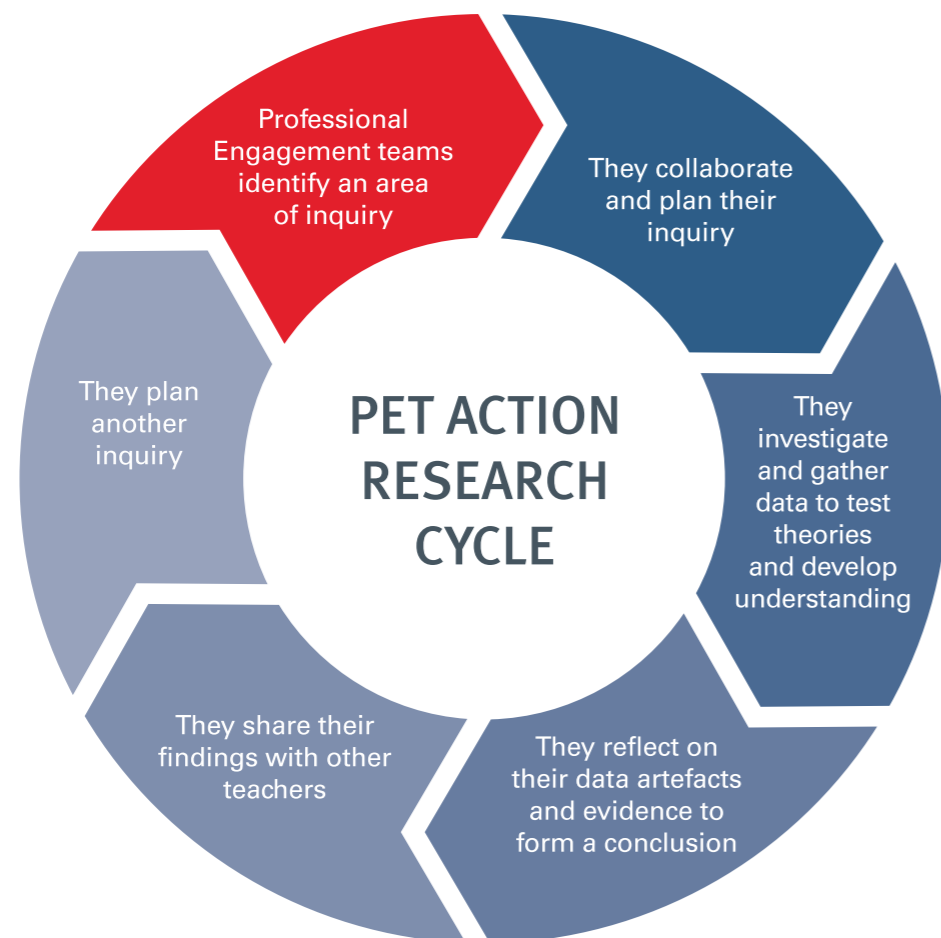 PET ACTION
RESEARCH
CYCLE
Professional
Engagement teams
identify an area
of inquiry
They collaborate
and plan their
inquiry
They
investigate
and gather
data to test
theories
and develop
understanding
They reflect on
their data artefacts
and evidence to
form a conclusion
They share their
findings with other
teachers
They plan
another
inquiry